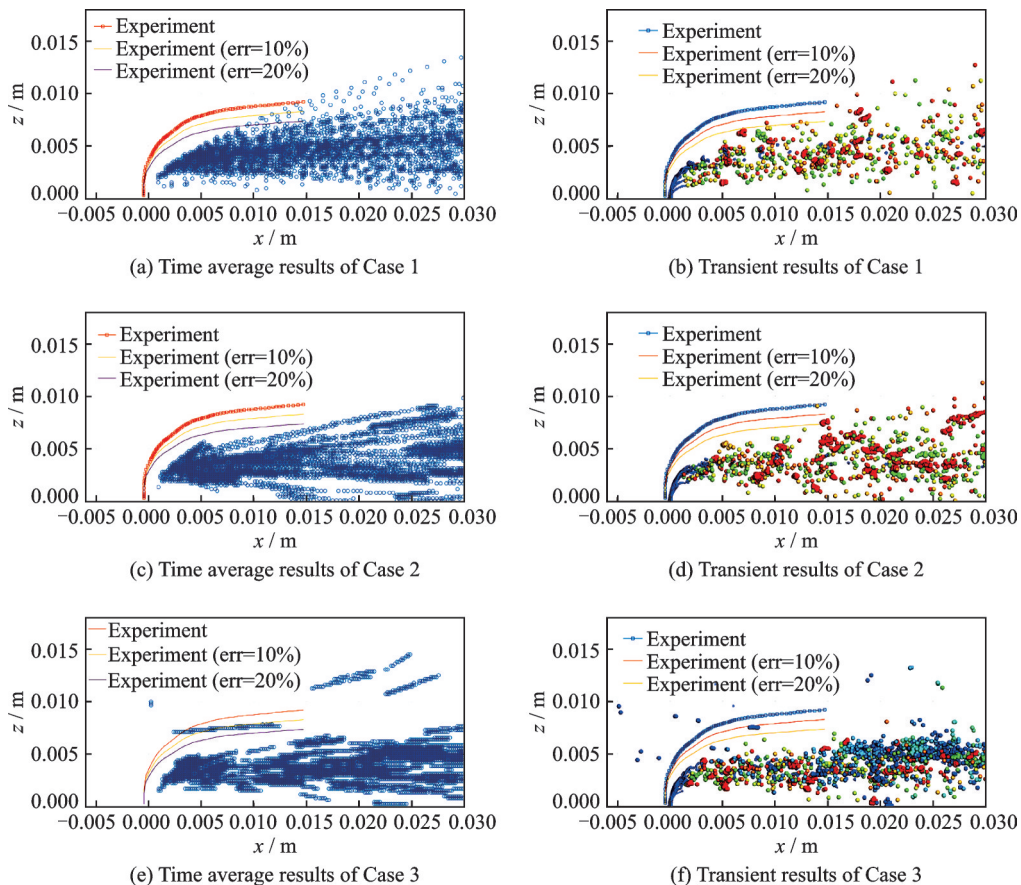 Experiment
Experiment (err=10%)
Experiment (err=20%)
0.015
0.010
0.005
0.000
z / m
−0.005 0.000 0.005 0.010 0.015 0.020 0.025 0.030
x / m
(a) Time average results of Case 1
Experiment
Experiment (err=10%)
Experiment (err=20%)
0.015
0.010
0.005
0.000
z / m
−0.005 0.000 0.005 0.010 0.015 0.020 0.025 0.030
x / m
(b) Transient results of Case 1
Experiment
Experiment (err=10%)
Experiment (err=20%)
0.015
0.010
0.005
0.000
z / m
−0.005 0.000 0.005 0.010 0.015 0.020 0.025 0.030
x / m
(c) Time average results of Case 2
Experiment
Experiment (err=10%)
Experiment (err=20%)
0.015
0.010
0.005
0.000
z / m
−0.005 0.000 0.005 0.010 0.015 0.020 0.025 0.030
x / m
(d) Transient results of Case 2
Experiment
Experiment (err=10%)
Experiment (err=20%)
0.015
0.010
0.005
0.000
z / m
−0.005 0.000 0.005 0.010 0.015 0.020 0.025 0.030
x / m
(e) Time average results of Case 3
Experiment
Experiment (err=10%)
Experiment (err=20%)
0.015
0.010
0.005
0.000
z / m
−0.005 0.000 0.005 0.010 0.015 0.020 0.025 0.030
x / m
(f) Transient results of Case 3